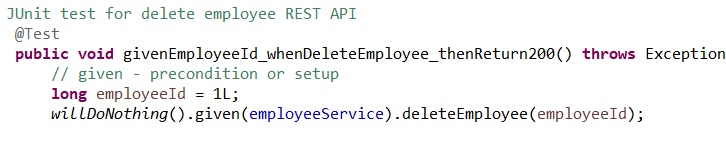 JUnit test for delete employee REST API
@Test
public void givenEmployeeId_whenDeleteEmployee_thenReturn200() throws Exception
// given - precondition or setup
long employeeId = 1L;
willDoNothing().given(employeeService).deleteEmployee(employeeId);